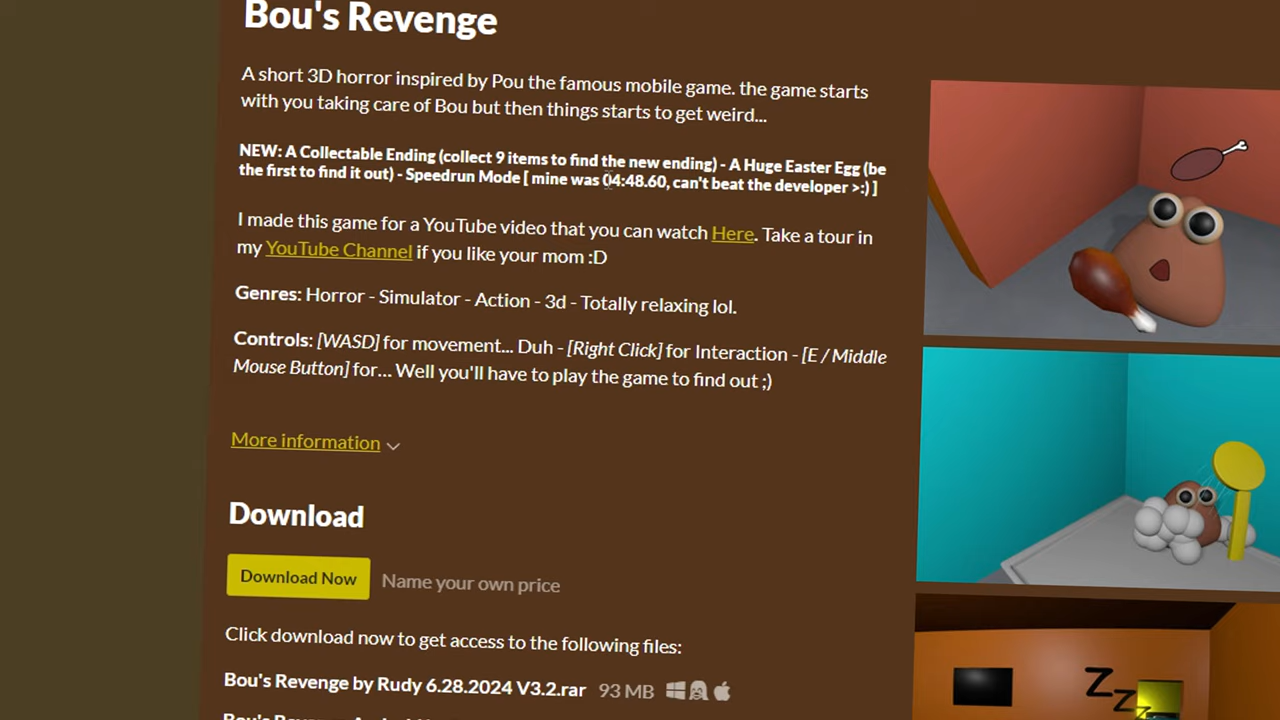 Bou's Revenge
A short 3D horror inspired by Pou the famous mobile game. the game starts
with you taking care of Bou but then things starts to get weird...
NEW: A Collectable Ending (collect 9 items to find the new ending) - A Huge Easter Egg (be
the first to find it out) - Speedrun Mode [ mine was 04:48.60, can't beat the developer >:) ]
I made this game for a YouTube video that you can watch Here. Take a tour in
my YouTube Channel if you like your mom :D
Genres: Horror - Simulator - Action - 3d - Totally relaxing lol.
Controls: [WASD] for movement... Duh - [Right Click] for Interaction - [E / Middle
Mouse Button] for... Well you'll have to play the game to find out ;)
More information
Download
Download Now Name your own price
Click download now to get access to the following files:
Bou's Revenge by Rudy 6.28.2024 V3.2.rar 93 MB
Z
Z
Z